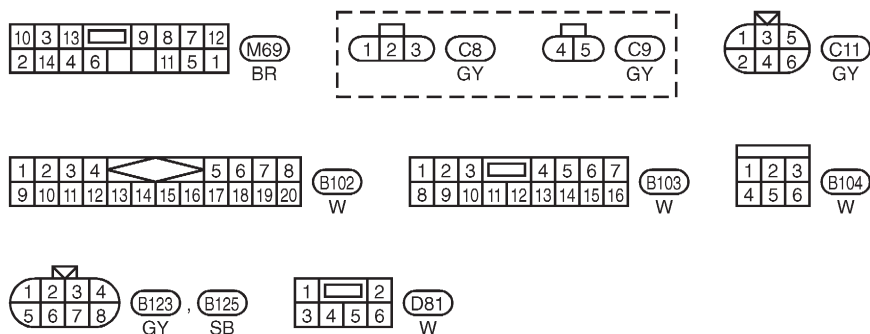 10 3 13 9 8 7 12 M69
2 14 4 6 11 5 1 BR
1 2 3 C8
GY
4 5 C9
GY
1 3 5 C11
2 4 6 GY
1 2 3 4 5 6 7 8 B102
9 10 11 12 13 14 15 16 17 18 19 20 W
1 2 3 4 5 6 7 B103
8 9 10 11 12 13 14 15 16 W
1 2 3 B104
4 5 6 W
1 2 3 4 B123 , B125
5 6 7 8 GY SB
1 2 D81
3 4 5 6 W